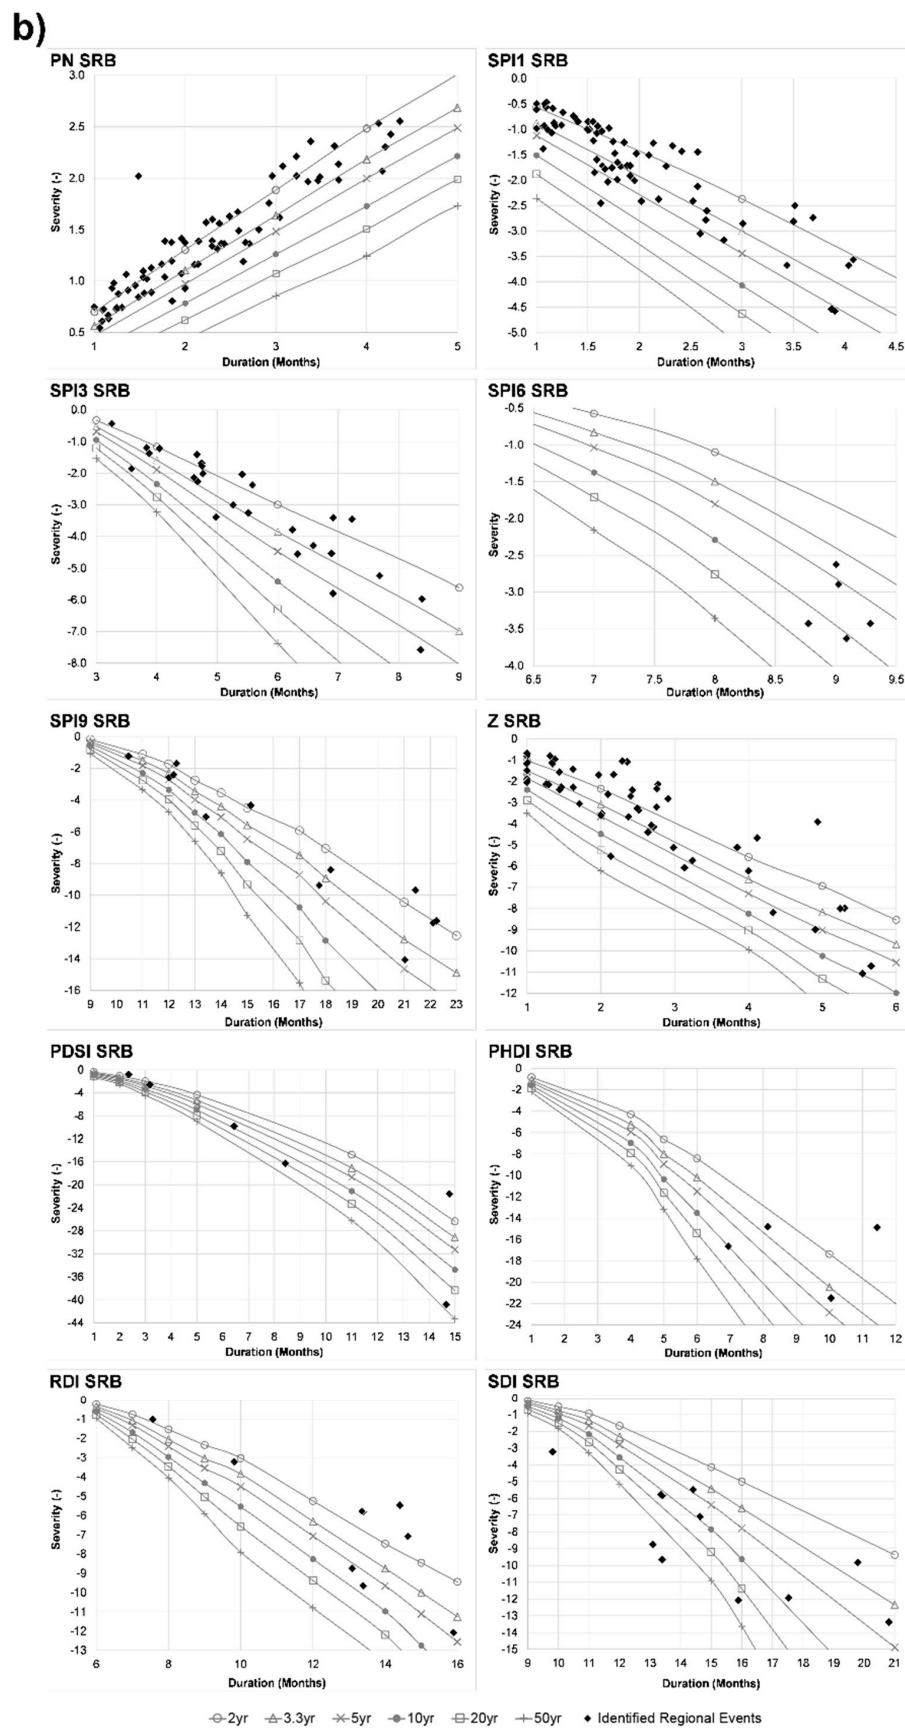 b)
PN SRB
3.0
2.5
2.0
1.5
1.0
0.5
Severity (-)
1 2 3 4 5
Duration (Months)
SPI1 SRB
0.0
-0.5
-1.0
-1.5
-2.0
-2.5
-3.0
-3.5
-4.0
-4.5
-5.0
Severity (-)
1 1.5 2 2.5 3 3.5 4 4.5
Duration (Months)
SPI3 SRB
0.0
-1.0
-2.0
-3.0
-4.0
-5.0
-6.0
-7.0
-8.0
Severity (-)
3 4 5 6 7 8 9
Duration (Months)
SPI6 SRB
-0.5
-1.0
-1.5
-2.0
-2.5
-3.0
-3.5
-4.0
Severity
6.5 7 7.5 8 8.5 9 9.5
Duration (Months)
SPI9 SRB
0
-2
-4
-6
-8
-10
-12
-14
-16
Severity (-)
9 10 11 12 13 14 15 16 17 18 19 20 21 22 23
Duration (Months)
Z SRB
-1
-2
-3
-4
-5
-6
-7
-8
-9
-10
-11
-12
Severity (-)
1 2 3 4 5 6
Duration (Months)
PDSI SRB
0
-4
-8
-12
-16
-20
-24
-28
-32
-36
-40
-44
Severity (-)
1 2 3 4 5 6 7 8 9 10 11 12 13 14 15
Duration (Months)
PHDI SRB
0
-2
-4
-6
-8
-10
-12
-14
-16
-18
-20
-22
-24
Severity (-)
1 2 3 4 5 6 7 8 9 10 11 12
Duration (Months)
RDI SRB
0
-1
-2
-3
-4
-5
-6
-7
-8
-9
-10
-11
-12
-13
Severity (-)
6 8 10 12 14 16
Duration (Months)
SDI SRB
0
-1
-2
-3
-4
-5
-6
-7
-8
-9
-10
-11
-12
-13
-14
-15
Severity (-)
9 10 11 12 13 14 15 16 17 18 19 20 21
Duration (Months)
2yr 3.3yr 5yr 10yr 20yr 50yr Identified Regional Events